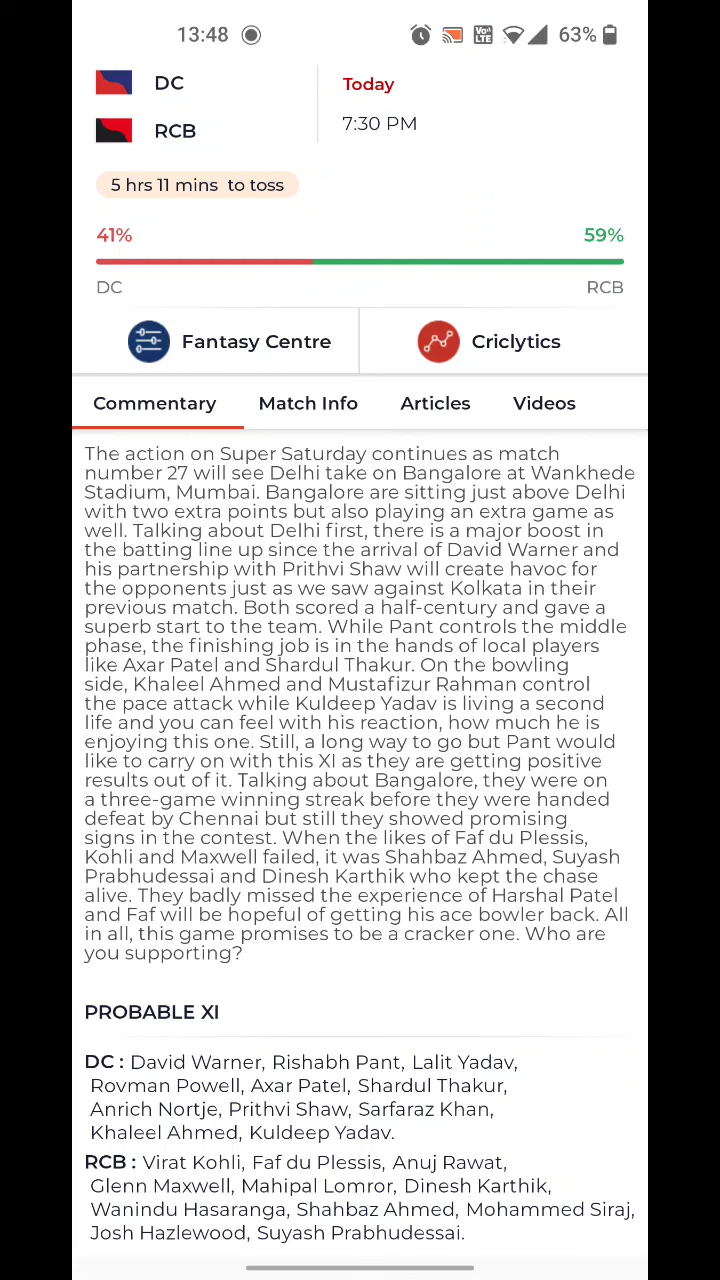 13:48
Vo))
LTE
63%
DC
Today
RCB
7:30 PM
5 hrs 11 mins to toss
41%
59%
DC
RCB
Fantasy Centre
Criclytics
Commentary
Match Info
Articles
Videos
The action on Super Saturday continues as match
number 27 will see Delhi take on Bangalore at Wankhede
Stadium, Mumbai. Bangalore are sitting just above Delhi
with two extra points but also playing an extra game as
well. Talking about Delhi first, there is a major boost in
the batting line up since the arrival of David Warner and
his partnership with Prithvi Shaw will create havoc for
the opponents just as we saw against Kolkata in their
previous match. Both scored a half-century and gave a
superb start to the team. While Pant controls the middle
phase, the finishing job is in the hands of local players
like Axar Patel and Shardul Thakur. On the bowling
side, Khaleel Ahmed and Mustafizur Rahman control
the pace attack while Kuldeep Yadav is living a second
life and you can feel with his reaction, how much he is
enjoying this one. Still, a long way to go but Pant would
like to carry on with this XI as they are getting positive
results out of it. Talking about Bangalore, they were on
a three-game winning streak before they were handed
defeat by Chennai but still they showed promising
signs in the contest. When the likes of Faf du Plessis,
Kohli and Maxwell failed, it was Shahbaz Ahmed, Suyash
Prabhudessai and Dinesh Karthik who kept the chase
alive. They badly missed the experience of Harshal Patel
and Faf will be hopeful of getting his ace bowler back. All
in all, this game promises to be a cracker one. Who are
you supporting?
PROBABLE XI
DC : David Warner, Rishabh Pant, Lalit Yadav,
Rovman Powell, Axar Patel, Shardul Thakur,
Anrich Nortje, Prithvi Shaw, Sarfaraz Khan,
Khaleel Ahmed, Kuldeep Yadav.
RCB : Virat Kohli, Faf du Plessis, Anuj Rawat,
Glenn Maxwell, Mahipal Lomror, Dinesh Karthik,
Wanindu Hasaranga, Shahbaz Ahmed, Mohammed Siraj,
Josh Hazlewood, Suyash Prabhudessai.